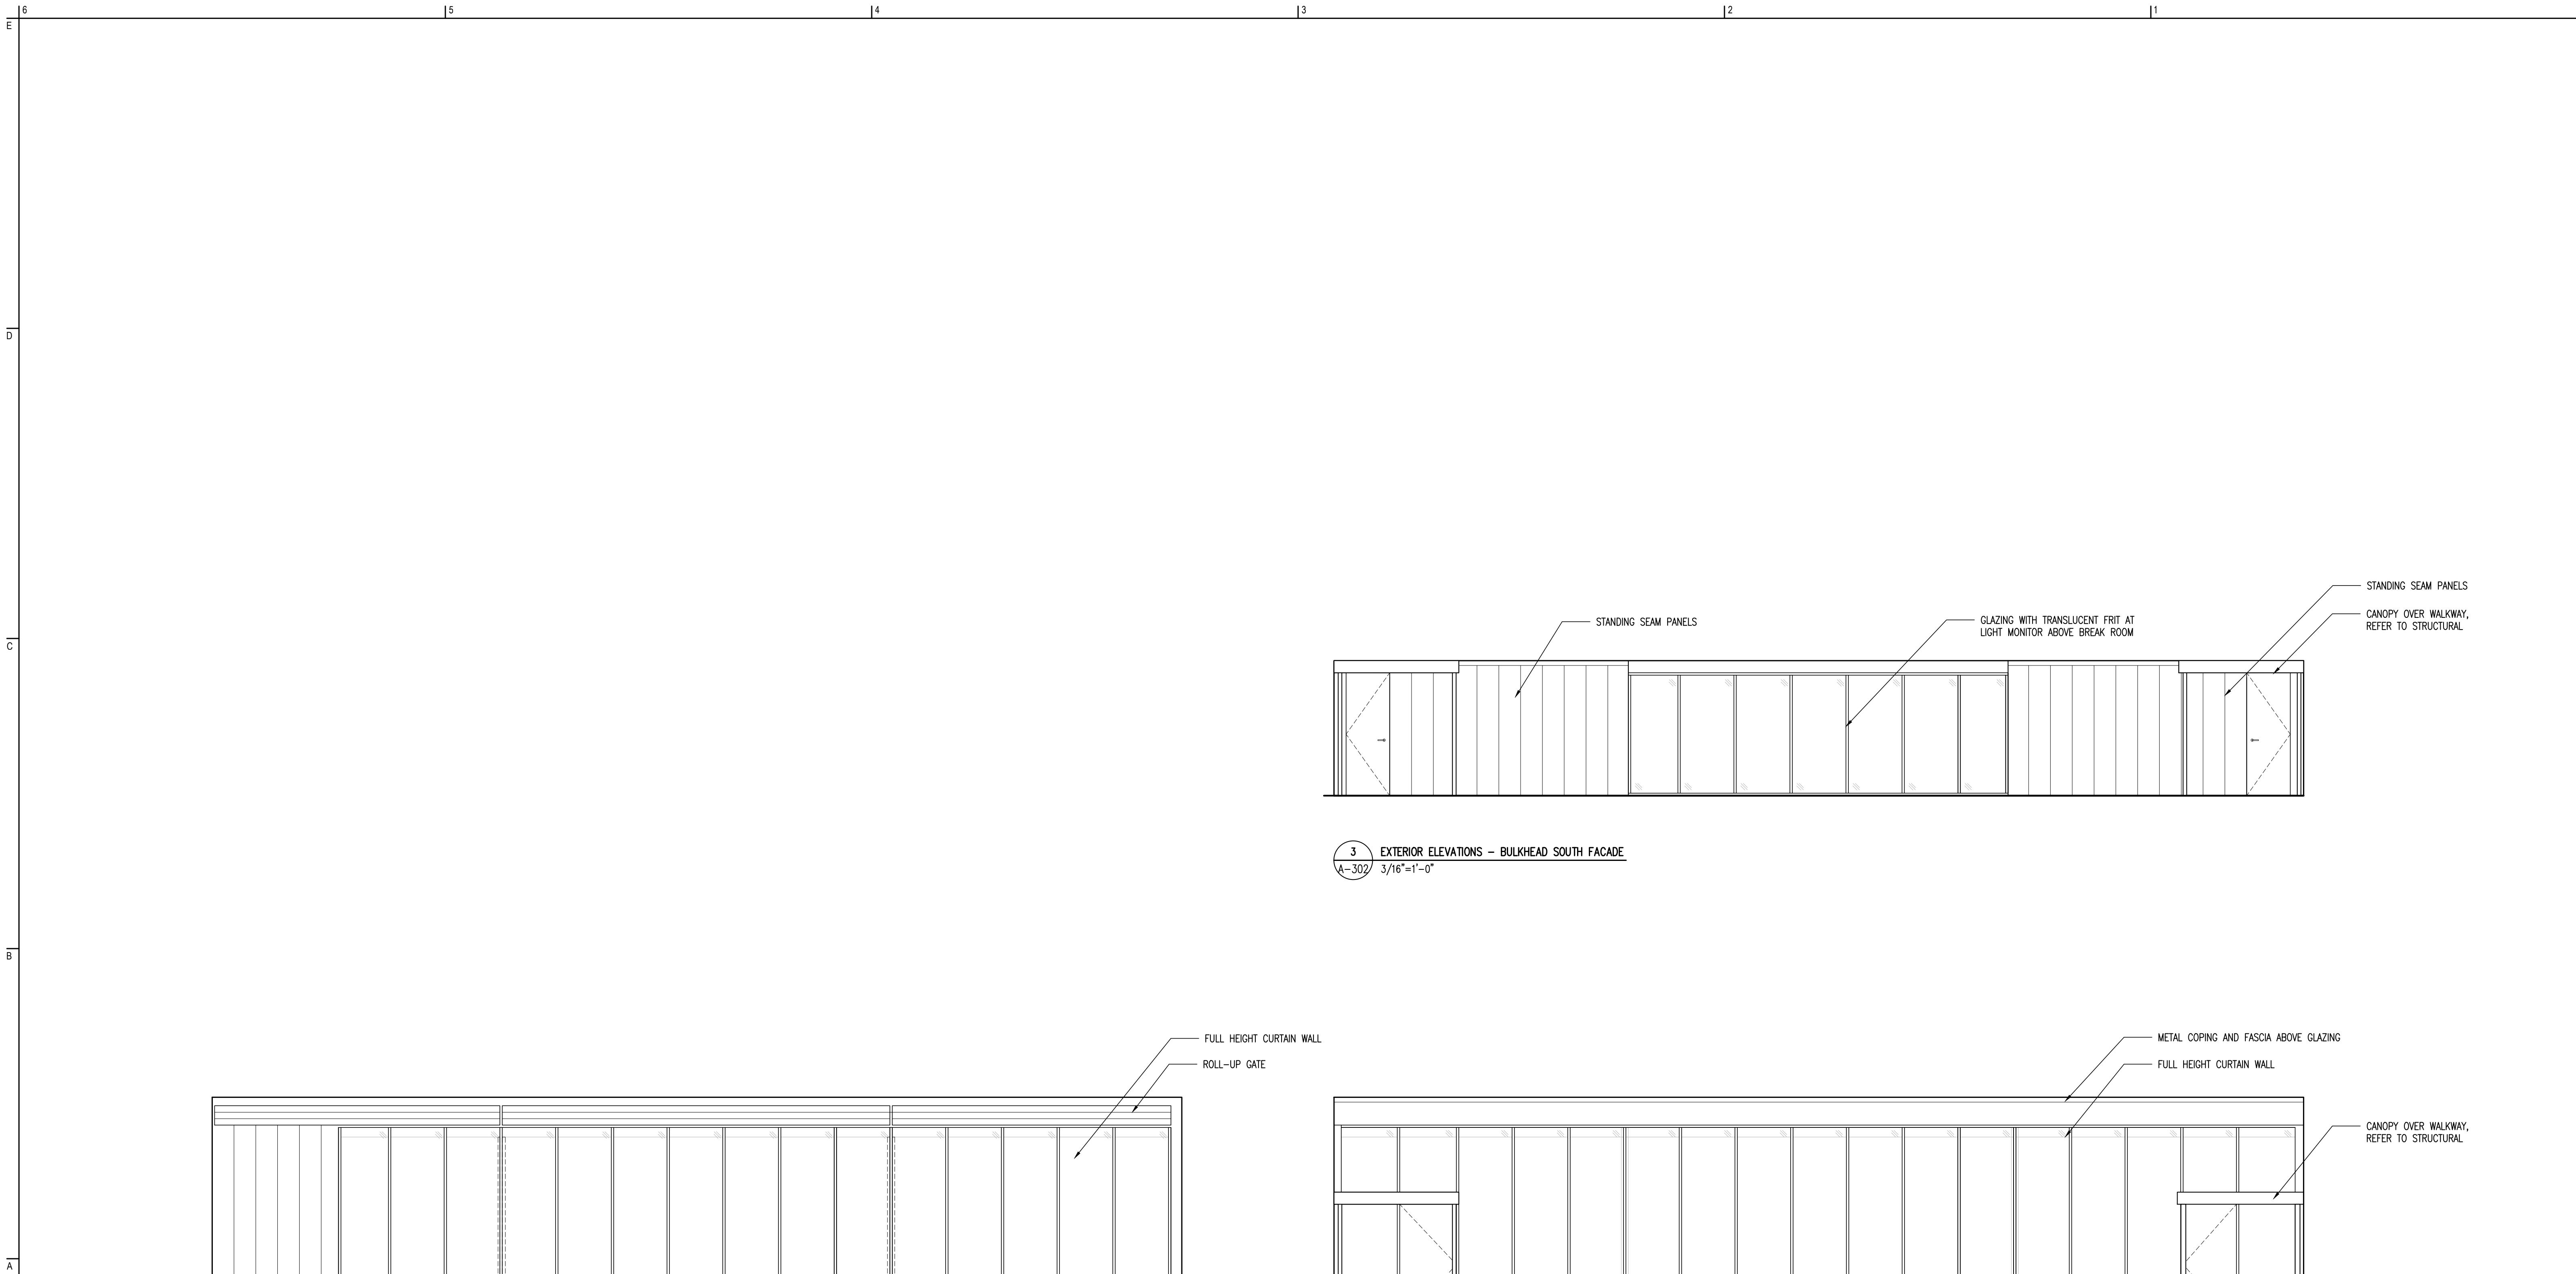 6
5
4
3
2
1
E
D
STANDING SEAM PANELS
CANOPY OVER WALKWAY,
REFER TO STRUCTURAL
STANDING SEAM PANELS
GLAZING WITH TRANSLUCENT FRIT AT
LIGHT MONITOR ABOVE BREAK ROOM
C
3
EXTERIOR ELEVATIONS – BULKHEAD SOUTH FACADE
A–302
3/16"=1'–0"
B
FULL HEIGHT CURTAIN WALL
ROLL–UP GATE
METAL COPING AND FASCIA ABOVE GLAZING
FULL HEIGHT CURTAIN WALL
CANOPY OVER WALKWAY,
REFER TO STRUCTURAL
A